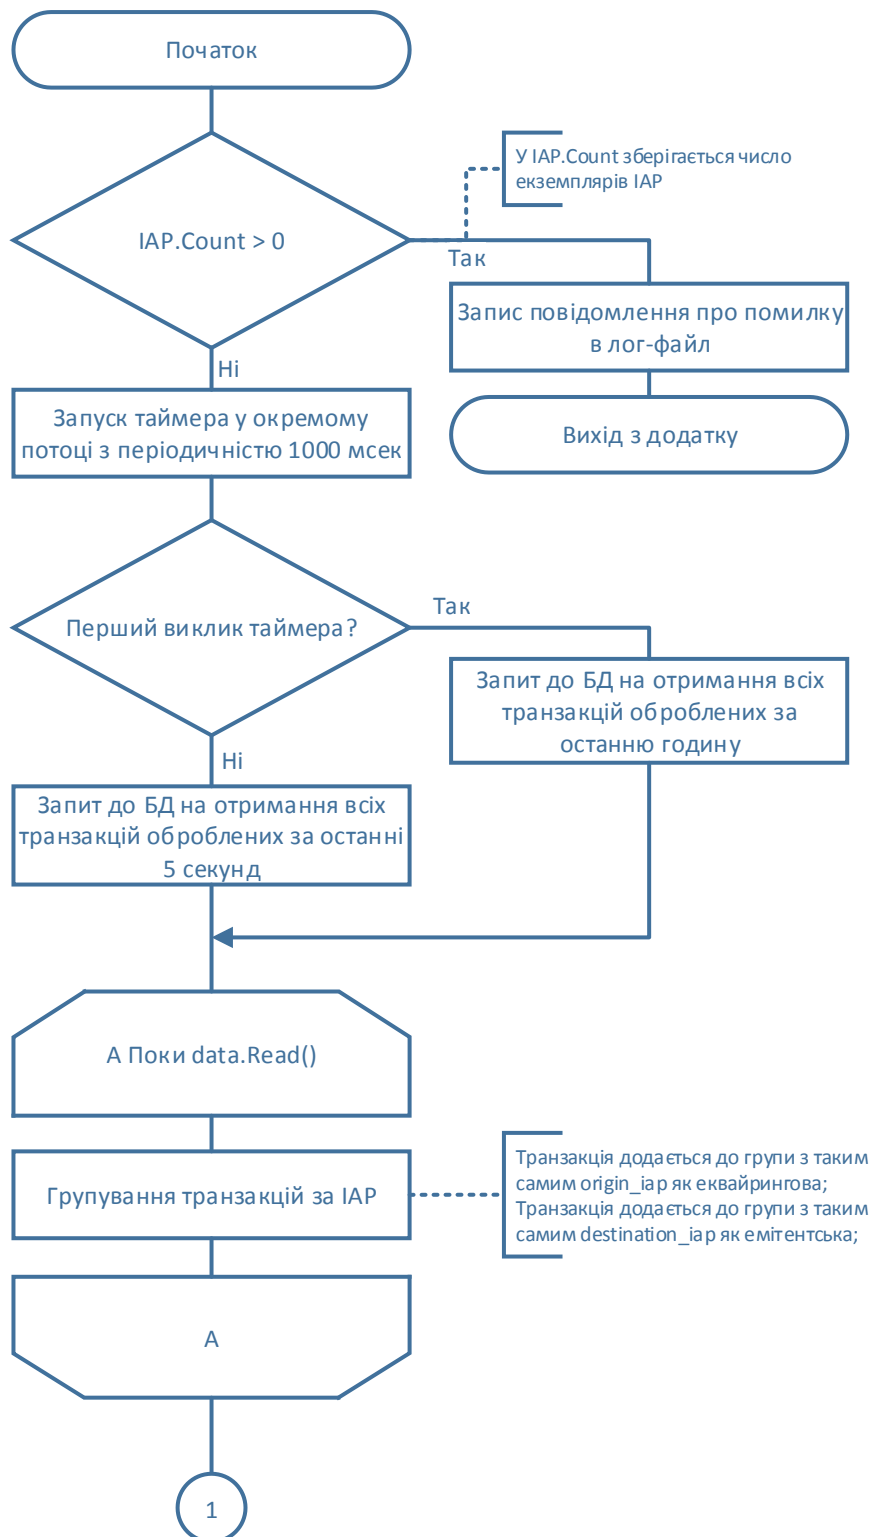 Початок
У IAP.Count зберігається число
екземплярів IAP
IAP.Count > 0
Так
Запис повідомлення про помилку
в лог-файл
Ні
Запуск таймера у окремому
потоці з періодичністю 1000 мсек
Вихід з додатку
Перший виклик таймера?
Так
Запит до БД на отримання всіх
транзакцій оброблених за
останню годину
Ні
Запит до БД на отримання всіх
транзакцій оброблених за останні
5 секунд
А Поки data.Read()
Групування транзакцій за IAP
Транзакція додається до групи з таким
самим origin_iap як еквайрингова;
Транзакція додається до групи з таким
самим destination_iap як емітентська;
А
1